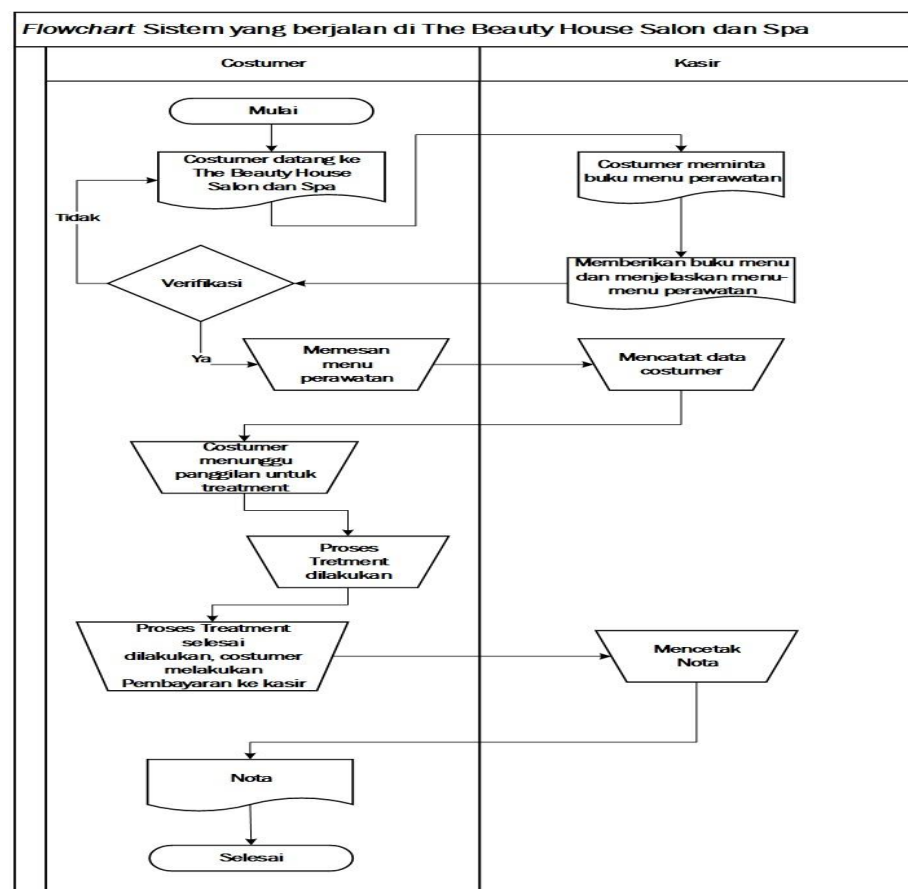 Flowchart Sistem yang berjalan di The Beauty House Salon dan Spa
Costumer
Kasir
Mulai
Costumer datang ke
The Beauty House
Salon dan Spa
Costumer meminta
buku menu perawatan
Tidak
Memberikan buku menu
dan menjelaskan menu-
menu perawatan
Verifikasi
Ya
Memesan
menu
perawatan
Mencatat data
costumer
Costumer
menunggu
panggilan untuk
treatment
Proses
Tretment
dilakukan
Proses Treatment
selesai
dilakukan, costumer
melakukan
Pembayaran ke kasir
Mencetak
Nota
Nota
Selesai